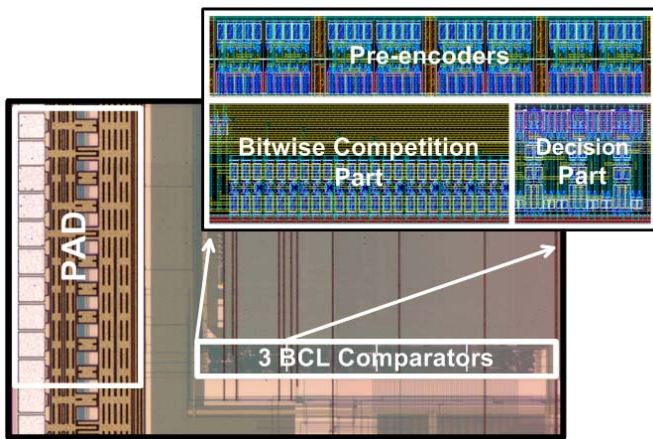 Pre-encoders
Bitwise Competition
Part
Decision
Part
PAD
3 BCL Comparators